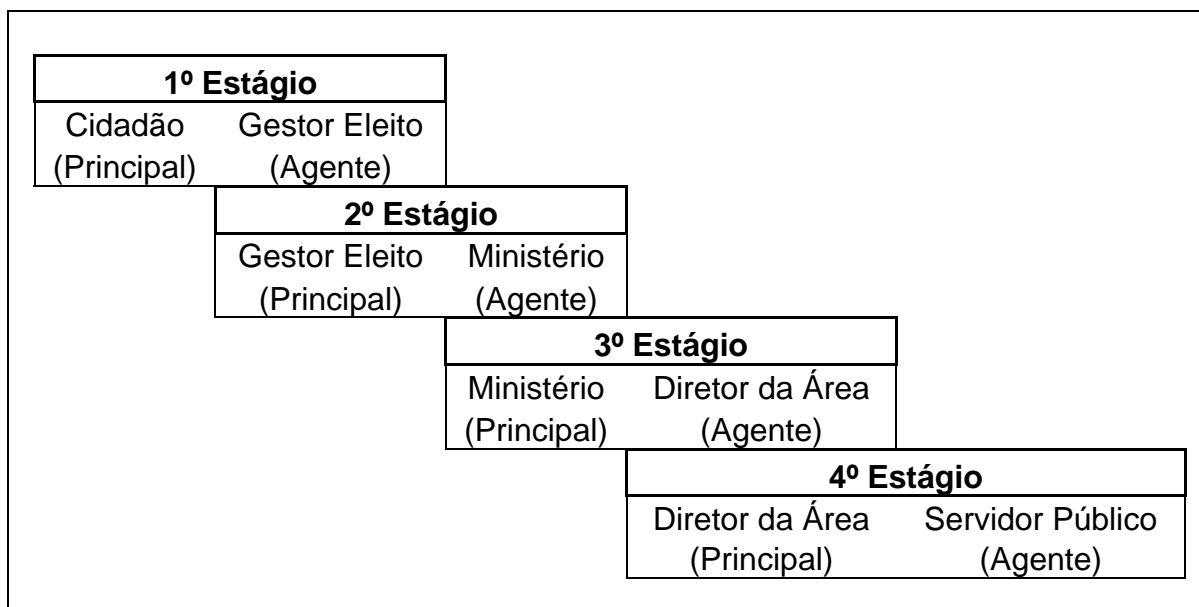 1º Estágio
Cidadão Gestor Eleito
(Principal) (Agente)
2º Estágio
Gestor Eleito Ministério
(Principal) (Agente)
3º Estágio
Ministério Diretor da Área
(Principal) (Agente)
4º Estágio
Diretor da Área Servidor Público
(Principal) (Agente)